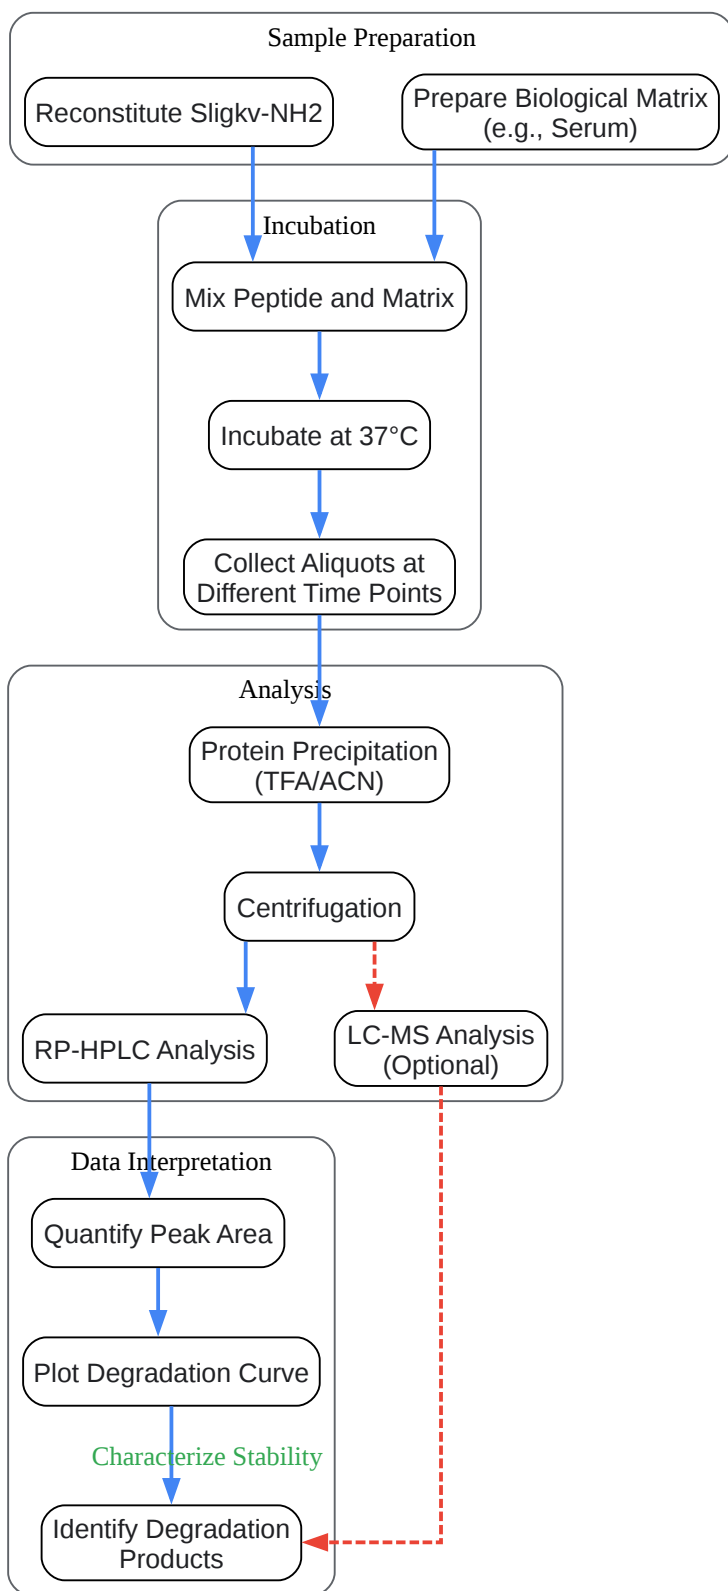 Sample Preparation
Reconstitute Sligkv-NH2
Prepare Biological Matrix
(e.g., Serum)
Incubation
Mix Peptide and Matrix
Incubate at 37°C
Collect Aliquots at
Different Time Points
Analysis
Protein Precipitation
(TFA/ACN)
Centrifugation
RP-HPLC Analysis
LC-MS Analysis
(Optional)
Data Interpretation
Quantify Peak Area
Plot Degradation Curve
Characterize Stability
Identify Degradation
Products